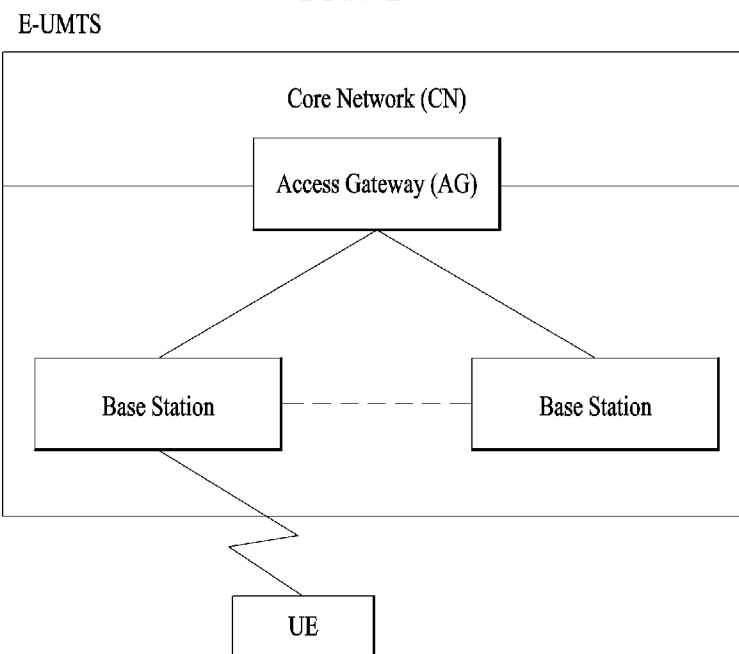 E-UMTS
Core Network (CN)
Access Gateway (AG)
Base Station
Base Station
UE